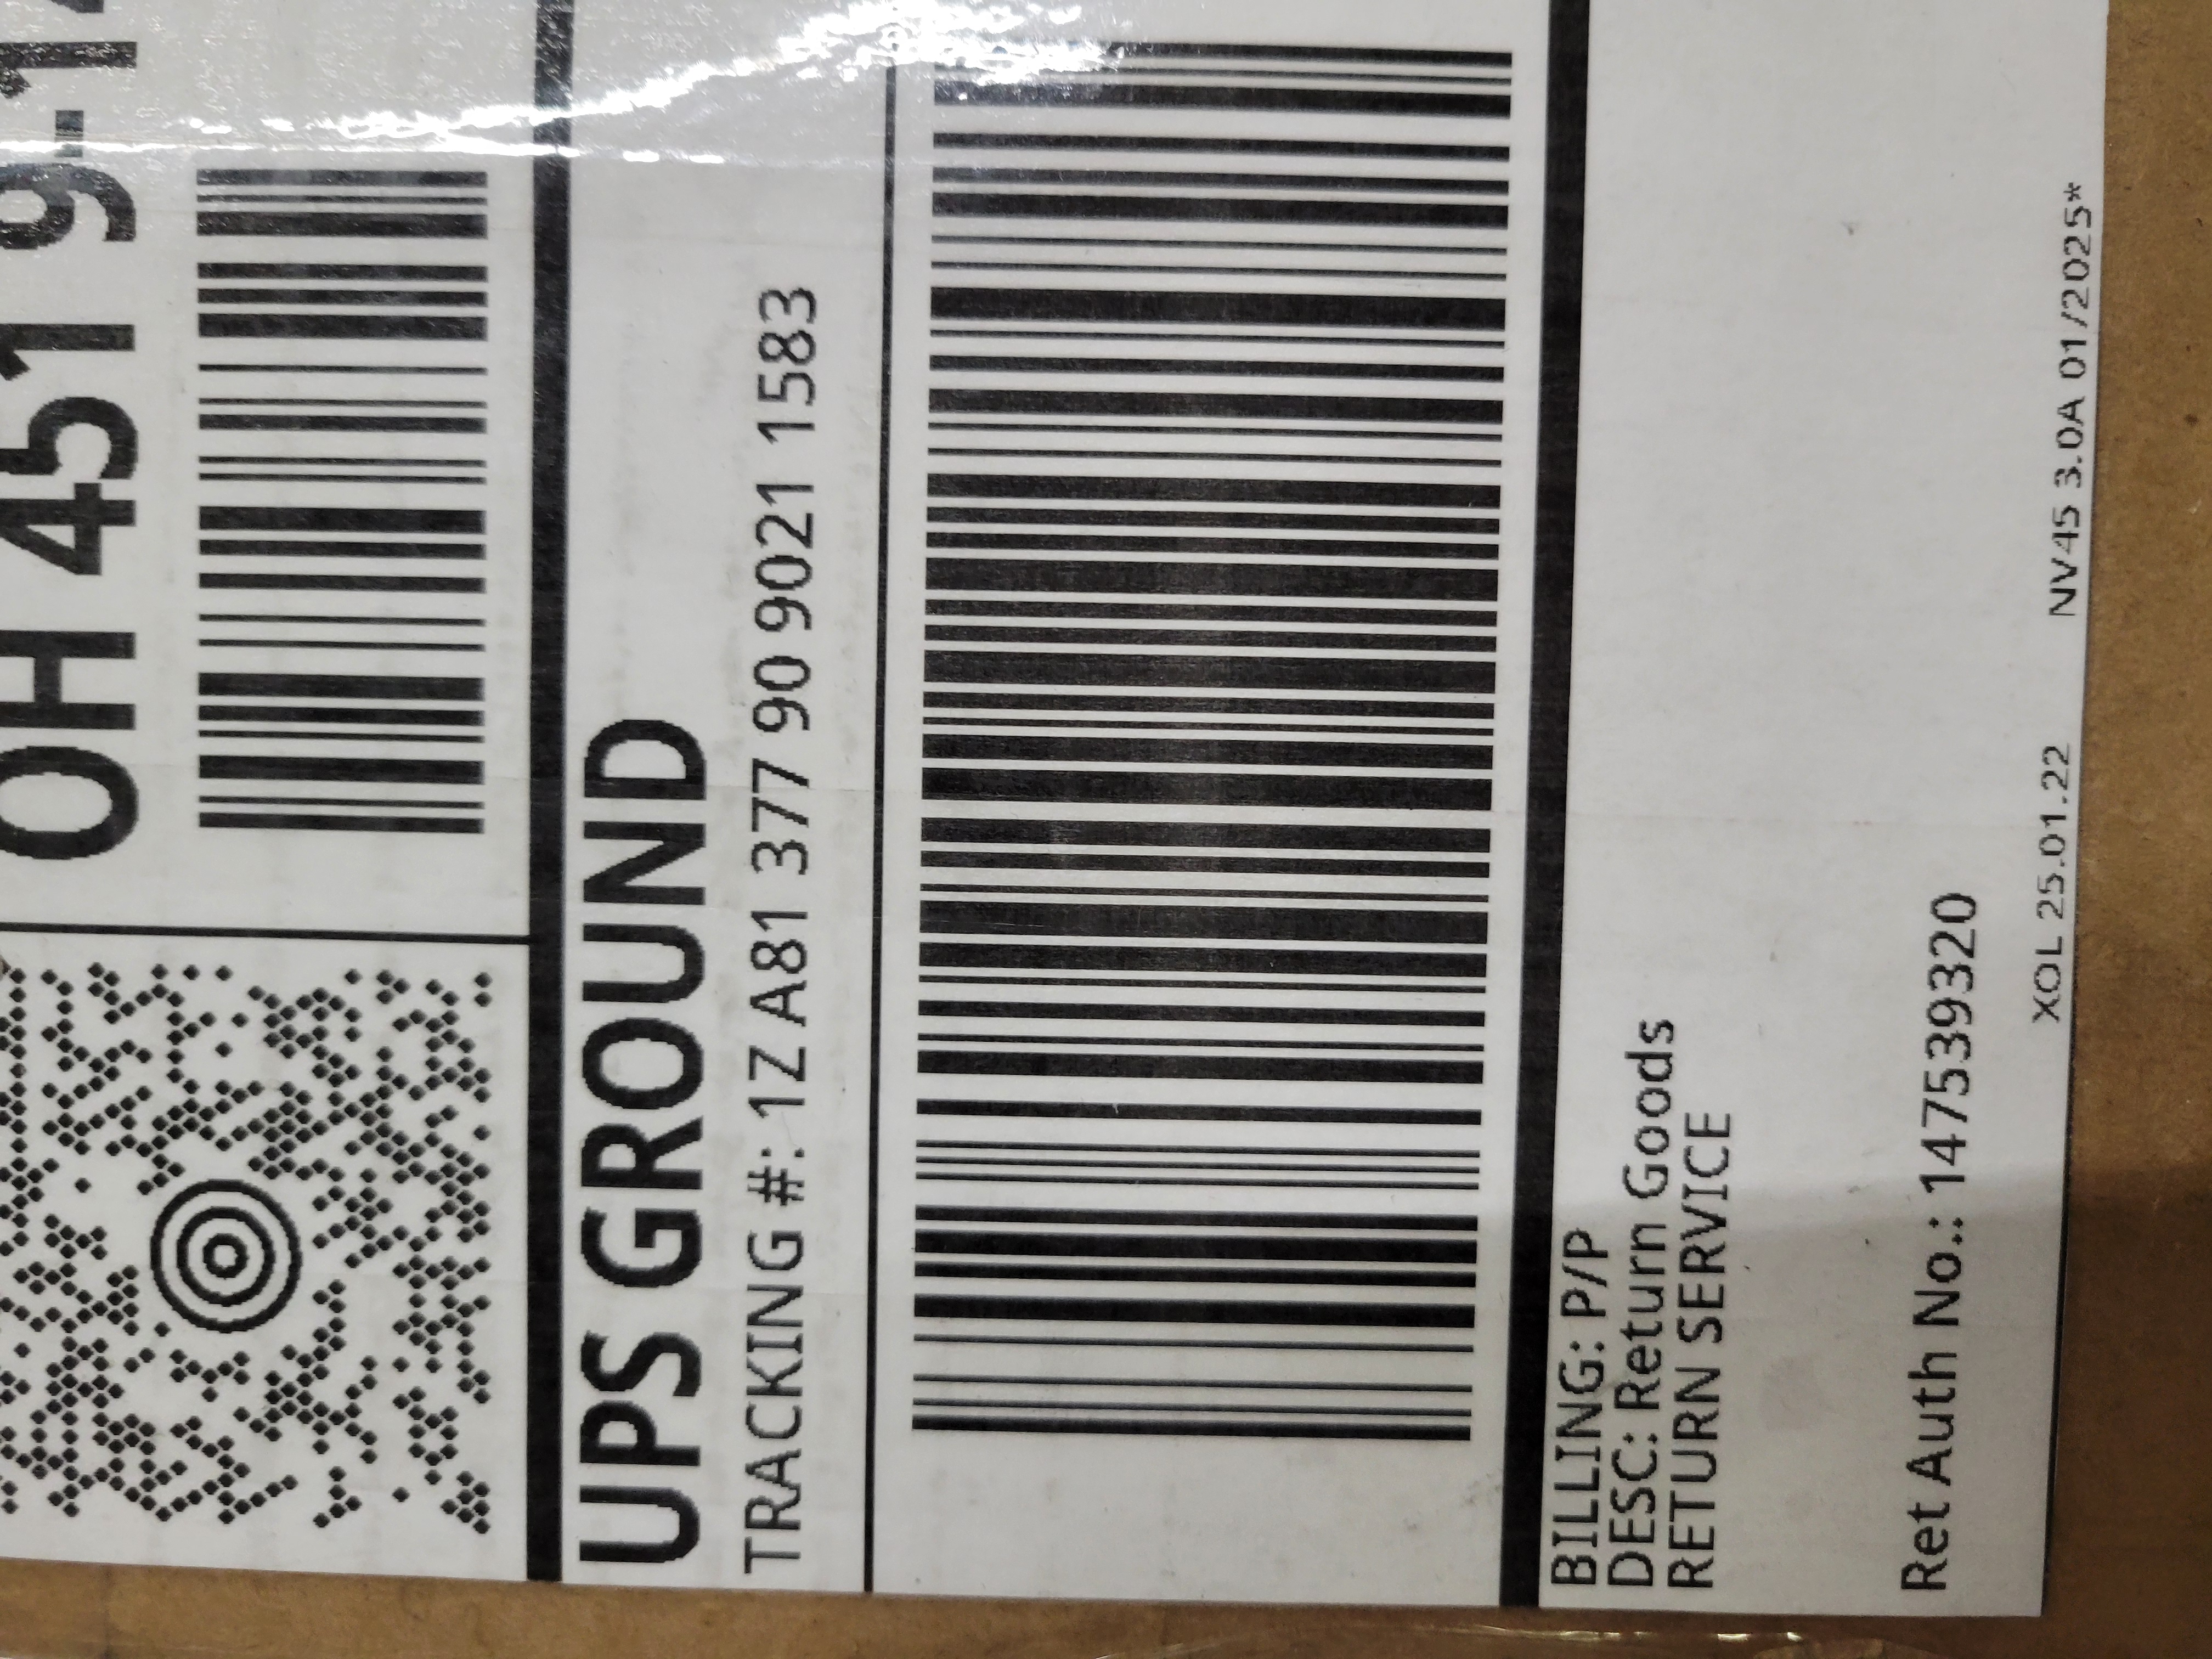 OH 451 9-
UPS GROUND
TRACKING #: 1Z A81 377 90 9021 1583
BILLING: P/P
DESC: Return Goods
RETURN SERVICE
Ret Auth No.: 147539320
XOL 25.01.22 NV45 3.0A 01/2025*